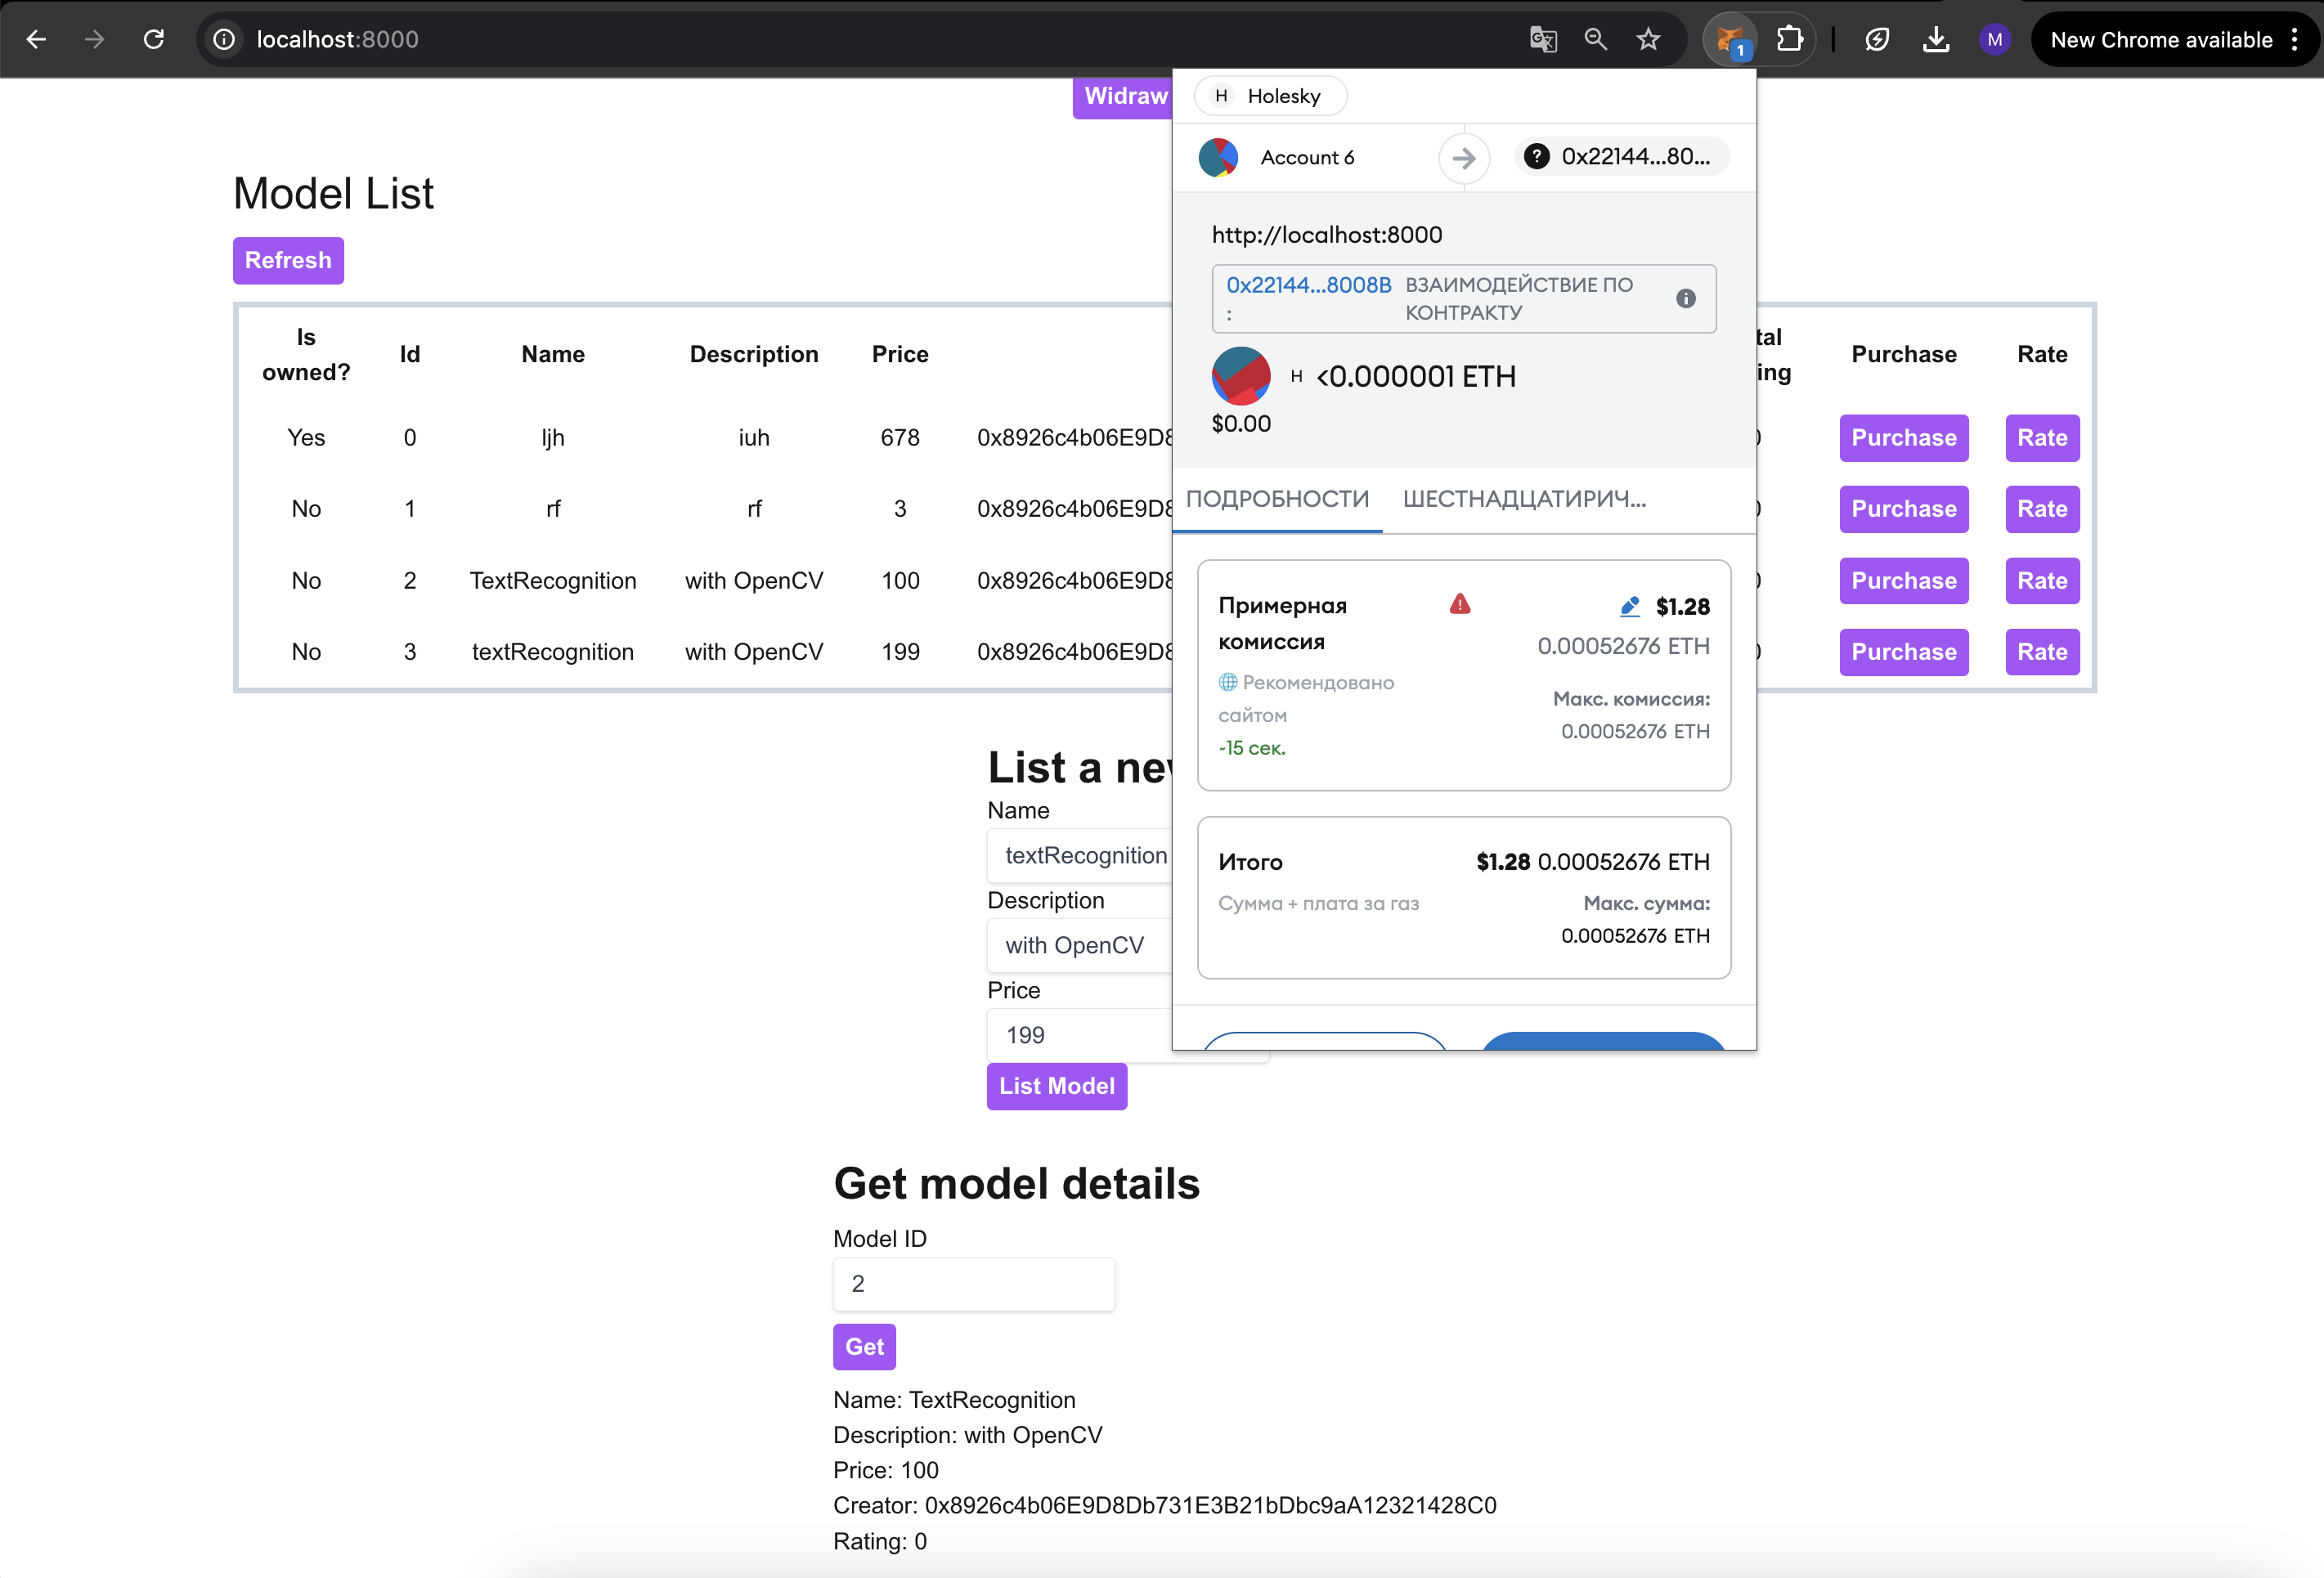 localhost:8000
1
M
New Chrome available
Widraw
Model List
Refresh
Is owned? Id Name Description Price Purchase Rate
Yes 0 ljh iuh 678 0x8926c4b06E9D8 Purchase Rate
No 1 rf rf 3 0x8926c4b06E9D8 Purchase Rate
No 2 TextRecognition with OpenCV 100 0x8926c4b06E9D8 Purchase Rate
No 3 textRecognition with OpenCV 199 0x8926c4b06E9D8 Purchase Rate
List a new
Name
textRecognition
Description
with OpenCV
Price
199
List Model
Get model details
Model ID
2
Get
Name: TextRecognition
Description: with OpenCV
Price: 100
Creator: 0x8926c4b06E9D8Db731E3B21bDbc9aA12321428C0
Rating: 0
H Holesky
Account 6
? 0x22144...80...
http://localhost:8000
0x22144...8008B : ВЗАИМОДЕЙСТВИЕ ПО
КОНТРАКТУ
H <0.000001 ETH
$0.00
ПОДРОБНОСТИ ШЕСТНАДЦАТИРИЧ...
Примерная комиссия
$1.28
0.00052676 ETH
Рекомендовано сайтом
~15 сек.
Макс. комиссия:
0.00052676 ETH
Итого $1.28 0.00052676 ETH
Сумма + плата за газ Макс. сумма:
0.00052676 ETH